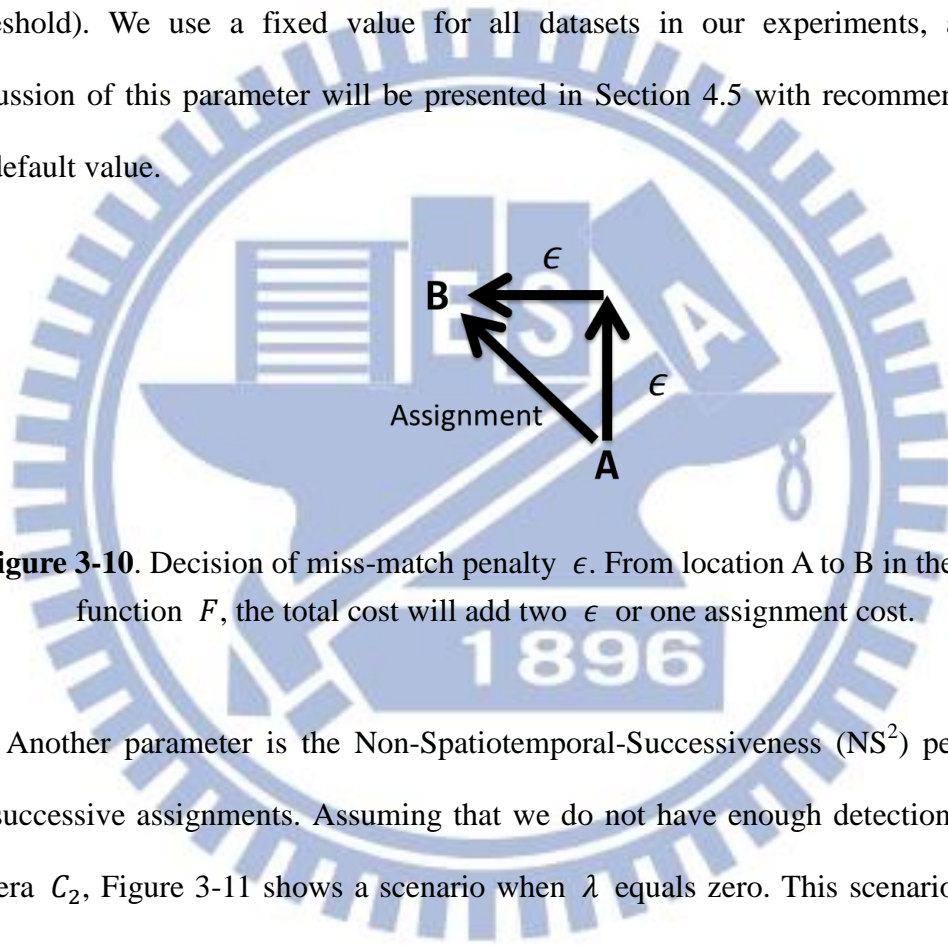 eshold). We use a fixed value for all datasets in our experiments, a
ussion of this parameter will be presented in Section 4.5 with recommen
default value.
ϵ
B
E S A
ϵ
Assignment
A
igure 3-10. Decision of miss-match penalty ϵ. From location A to B in the
function F, the total cost will add two ϵ or one assignment cost.
1896
Another parameter is the Non-Spatiotemporal-Successiveness (NS²) pe
successive assignments. Assuming that we do not have enough detection
era C₂, Figure 3-11 shows a scenario when λ equals zero. This scenario